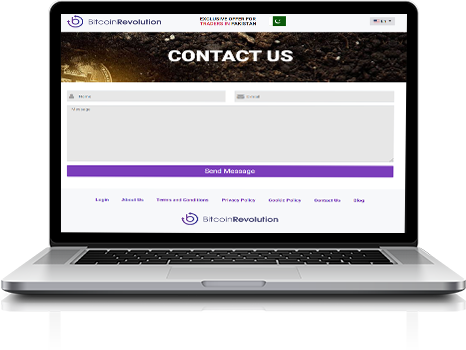 BitcoinRevolution
EXCLUSIVE OFFER FOR
TRADERS IN PAKISTAN
CONTACT US
Name
Message
Send Message
Login About Us Terms and Conditions Privacy Policy Cookie Policy Contact Us Blog
BitcoinRevolution